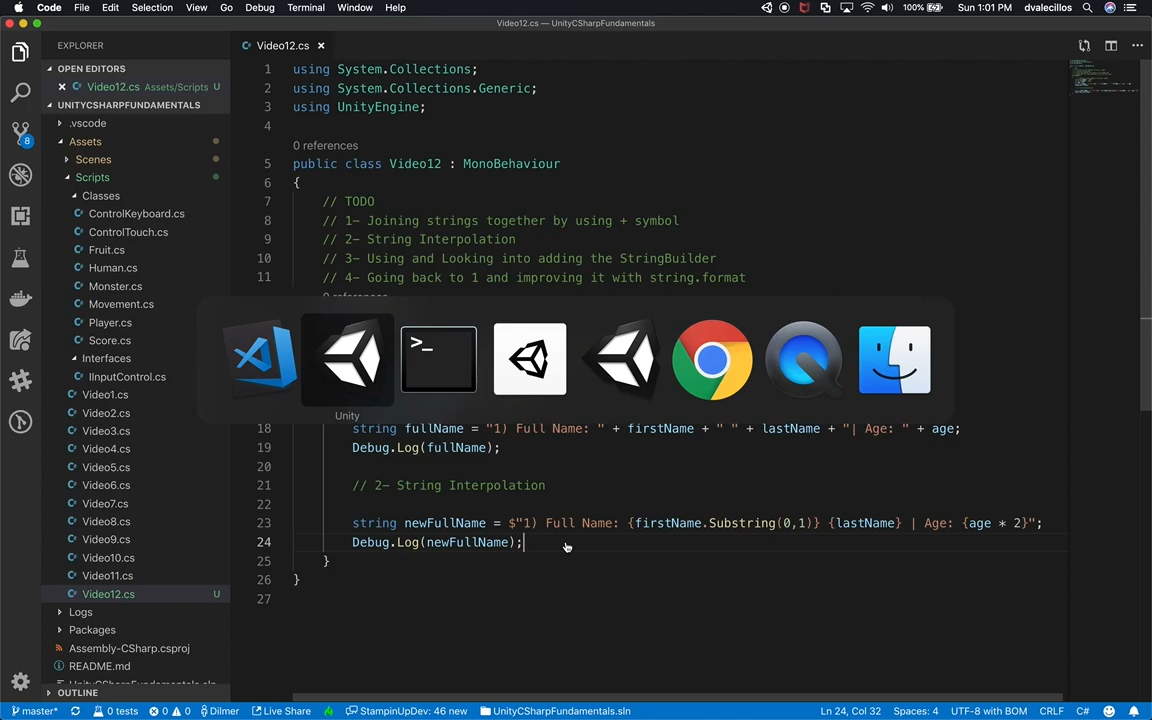 Code File Edit Selection View Go Debug Terminal Window Help 100% Sun 1:01 PM dvalecillos
Video12.cs — UnityCSharpFundamentals
EXPLORER
Video12.cs
OPEN EDITORS
Video12.cs Assets/Scripts U
UNITYCSHARPFUNDAMENTALS
.vscode
Assets
Scenes
Scripts
Classes
ControlKeyboard.cs
ControlTouch.cs
Fruit.cs
Human.cs
Monster.cs
Movement.cs
Player.cs
Score.cs
Interfaces
IInputControl.cs
Video1.cs
Video2.cs
Video3.cs
Video4.cs
Video5.cs
Video6.cs
Video7.cs
Video8.cs
Video9.cs
Video10.cs
Video11.cs
Video12.cs U
Logs
Packages
Assembly-CSharp.csproj
README.md
UnityCSharpFundamentals.sln
OUTLINE
8
1 using System.Collections;
2 using System.Collections.Generic;
3 using UnityEngine;
4
0 references
5 public class Video12 : MonoBehaviour
6 {
7 // TODO
8 // 1- Joining strings together by using + symbol
9 // 2- String Interpolation
10 // 3- Using and Looking into adding the StringBuilder
11 // 4- Going back to 1 and improving it with string.format
0 references
>_
Unity
18 string fullName = "1) Full Name: " + firstName + " " + lastName + "| Age: " + age;
19 Debug.Log(fullName);
20
21 // 2- String Interpolation
22
23 string newFullName = $"1) Full Name: {firstName.Substring(0,1)} {lastName} | Age: {age * 2}";
24 Debug.Log(newFullName);
25 }
26 }
27
master* 0 tests 0 0 Dilmer Live Share StampinUpDev: 46 new UnityCSharpFundamentals.sln Ln 24, Col 32 Spaces: 4 UTF-8 with BOM CRLF C#